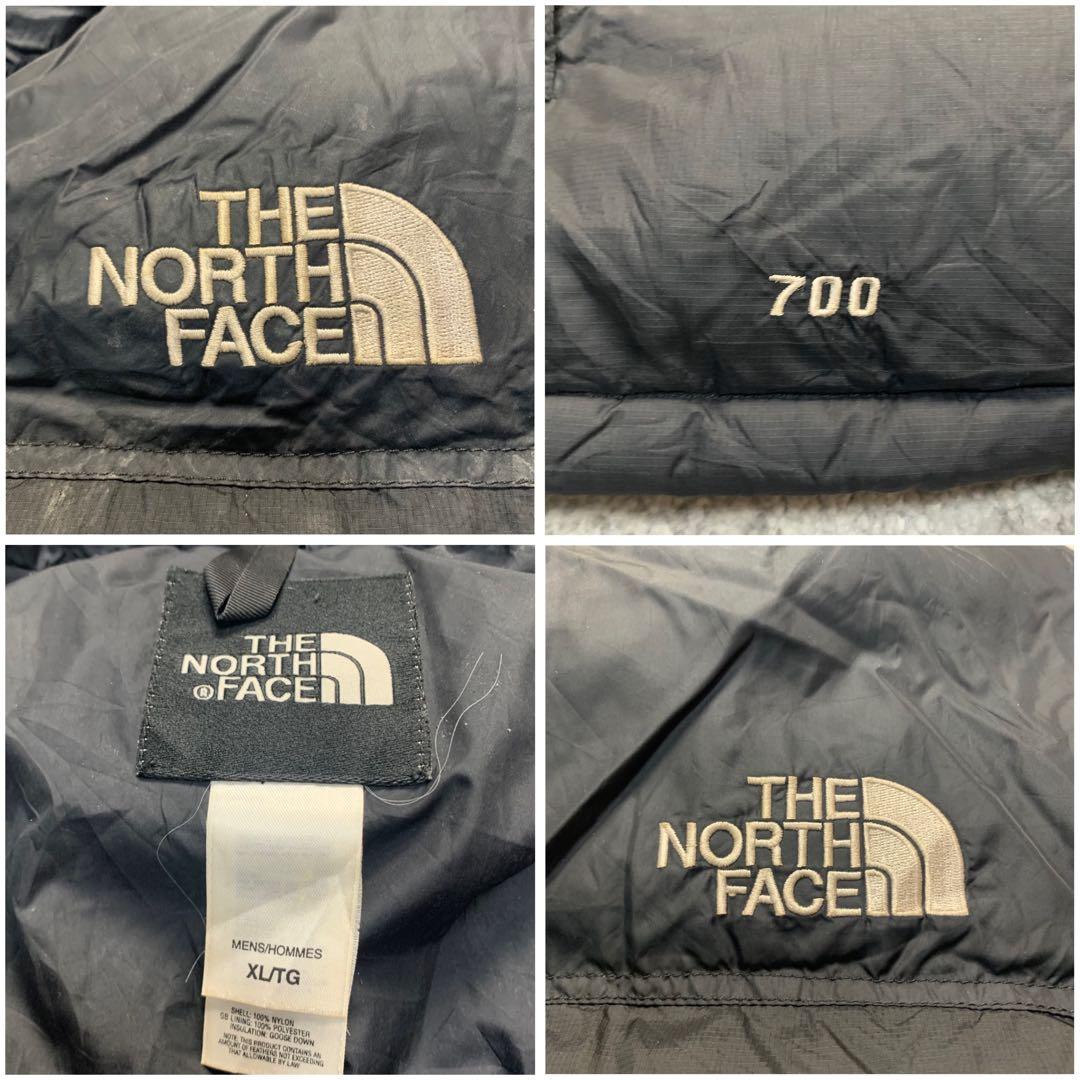 THE
NORTH
FACE
700
THE
NORTH
®FACE
MENS/HOMMES
XL/TG
SHELL: 100% NYLON
SB LINING: 100% POLYESTER
INSULATION: GOOSE DOWN
NOTE: THIS PRODUCT CONTAINS AN
AMOUNT OF FEATHERS NOT EXCEEDING
THAT ALLOWABLE BY LAW
THE
NORTH
FACE